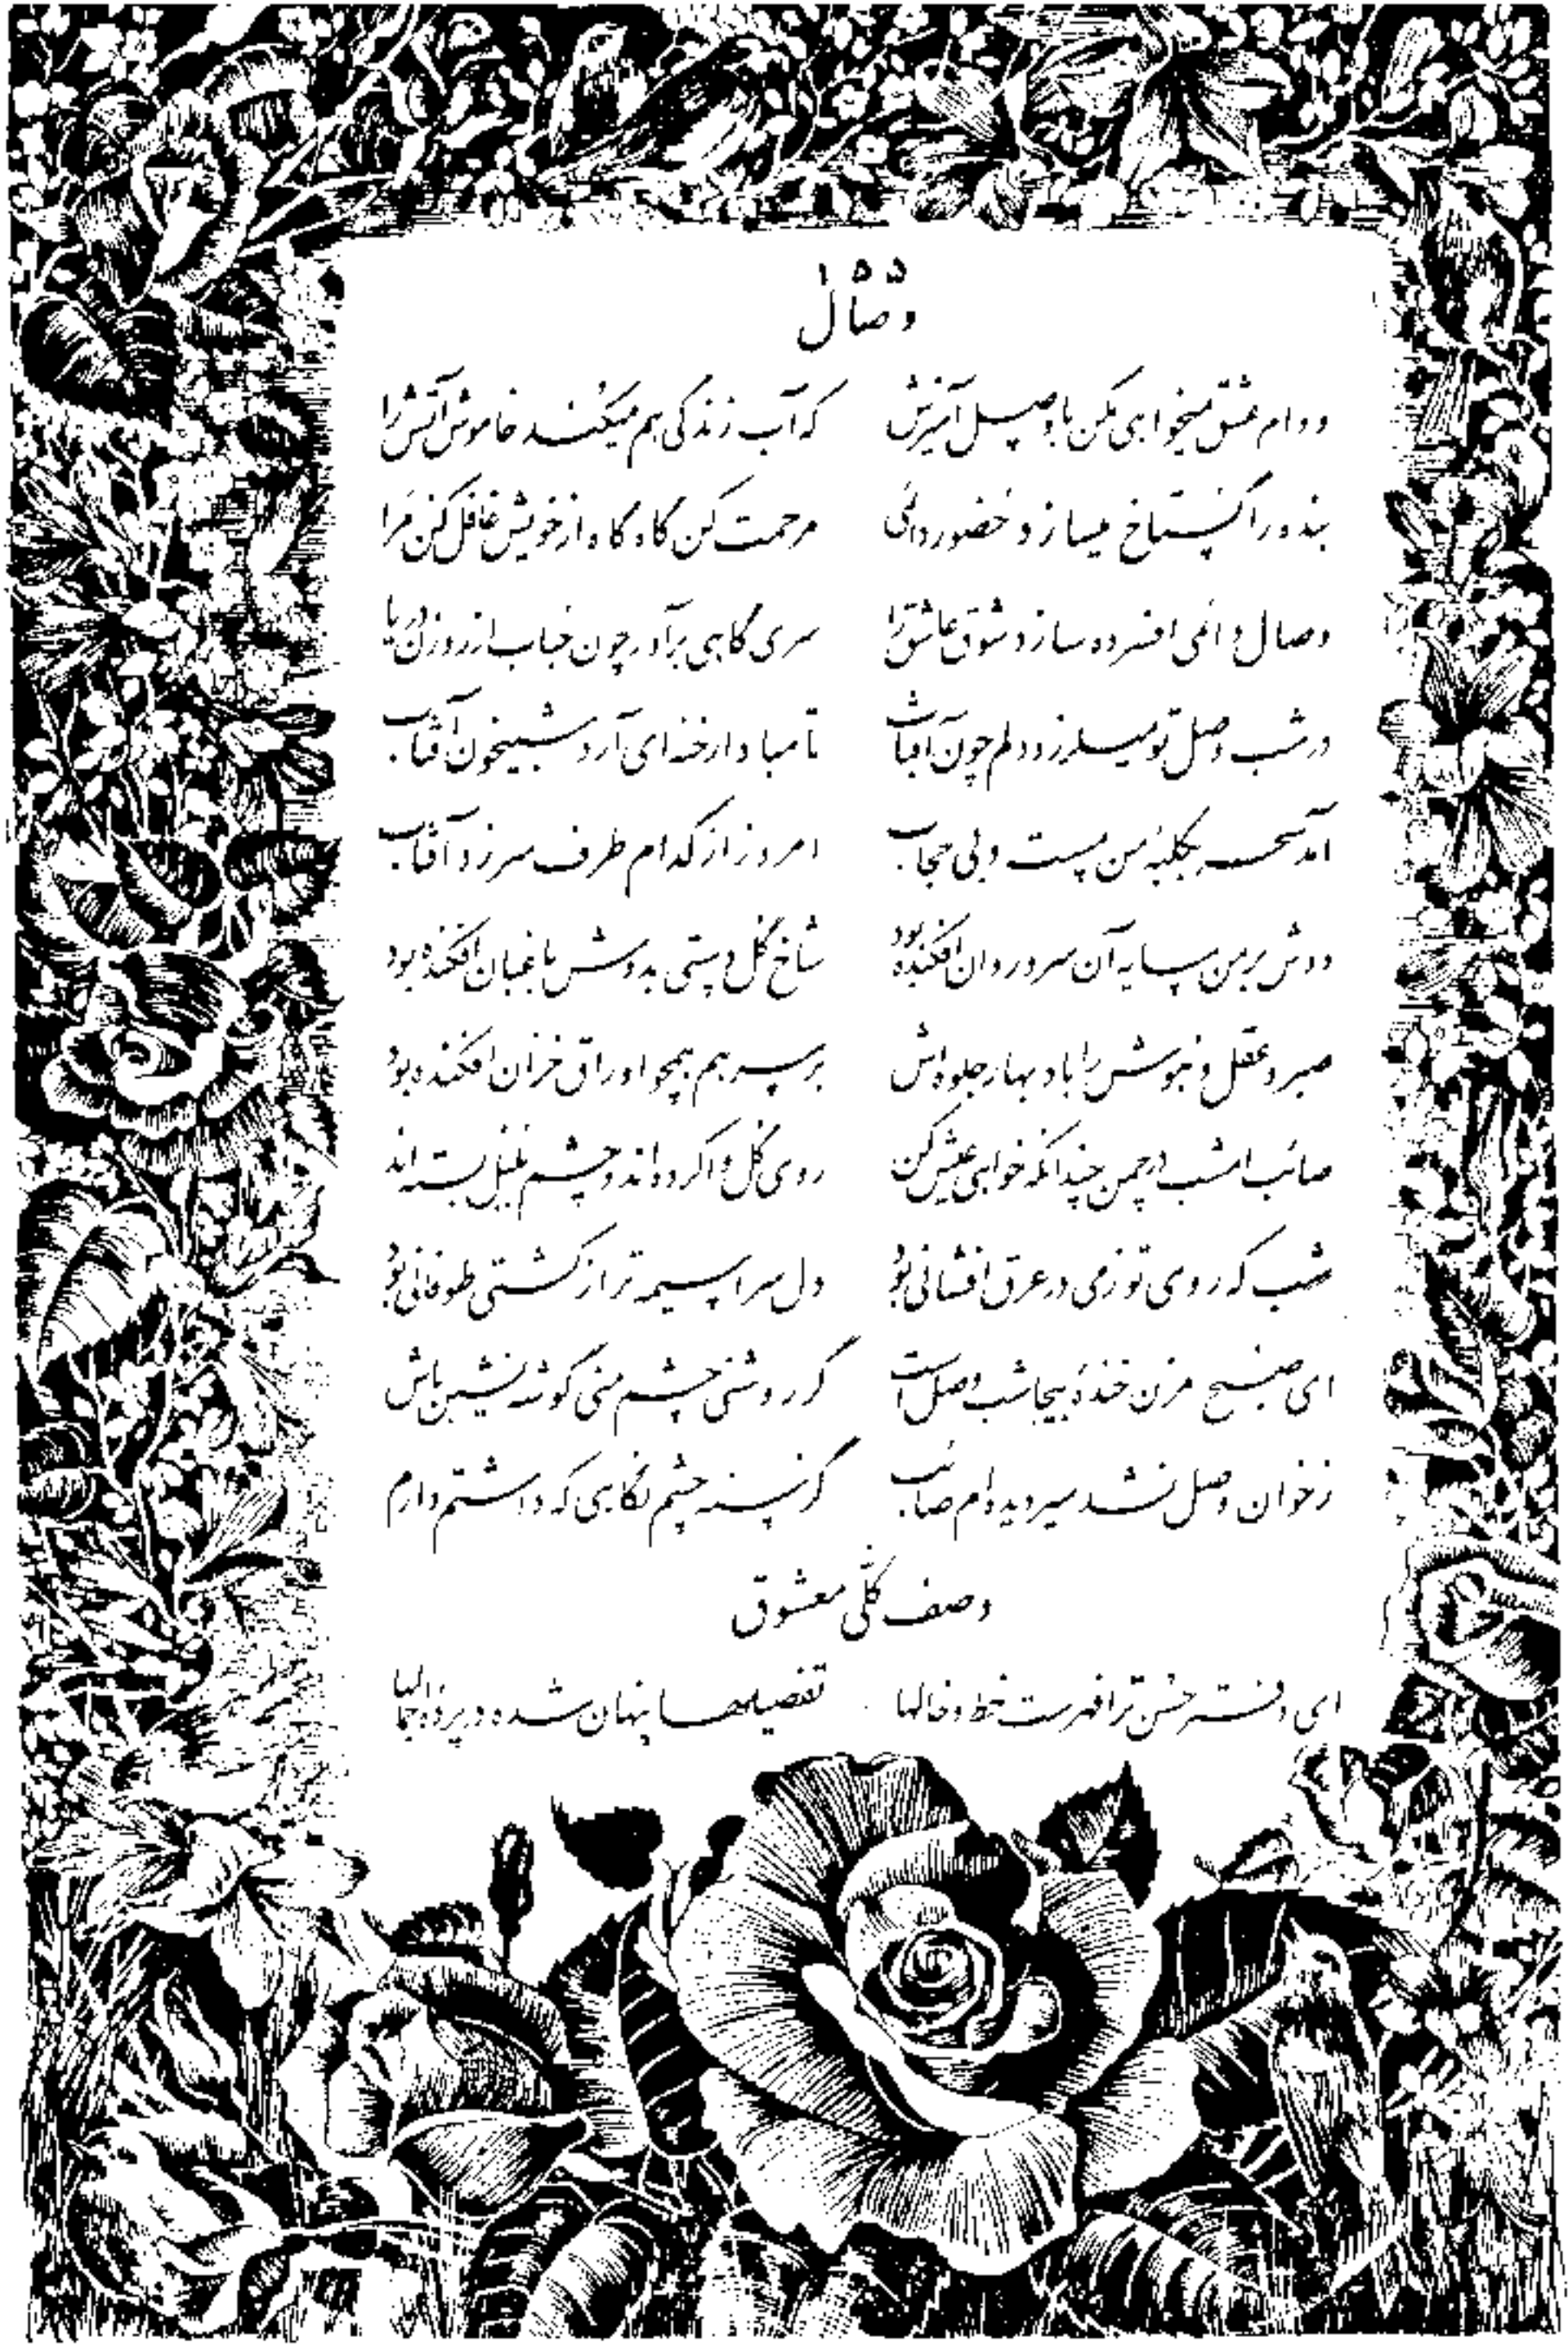 ۱۵۵
وصال
دوام عشق میخواهی مکن با وصل آمیزش که آب زندگی هم میکند خاموش آتش را
بنده را گستاخ میسازد حضور دائمی مرحمت کن گاه گاه از خویش غافل کن مرا
وصال دائمی افسرده سازد شوق عاشق را سری گاهی برآور چون حباب از روزن دریا
در شب وصل تو میلرزد دلم چون آفتاب تا مبادا رخنه ای آرد شبیخون آفتاب
آمد سحر بکلبهٔ من مست و بی حجاب امروز از کدام طرف سر زد آفتاب
دوش بر من سایه آن سرو روان افکنده بود شاخ گل دستی بدوش باغبان افکنده بود
صبر و عقل و هوش را باد بهار جلوه اش بر سر هم همچو اوراق خزان افکنده بود
صائب امشب در چمن چندانکه خواهی عیش کن روی گل وا کرده اند و چشم بلبل بسته اند
شب که روی تو ز می در عرق افشانی بود دل سراسیمه تر از کشتی طوفانی بود
ای صبح مزن خندهٔ بیجا شب وصل است گر روشنی چشم منی گوشه نشین باش
ز خوان وصل نشد سیر دیده ام صائب گرسنه چشم نگاهی که داشتم دارم
وصف کلّی معشوق
ای دفتر حسن ترا فهرست خط و خالها تفصیلها پنهان شده در پردهٔ اجمالها